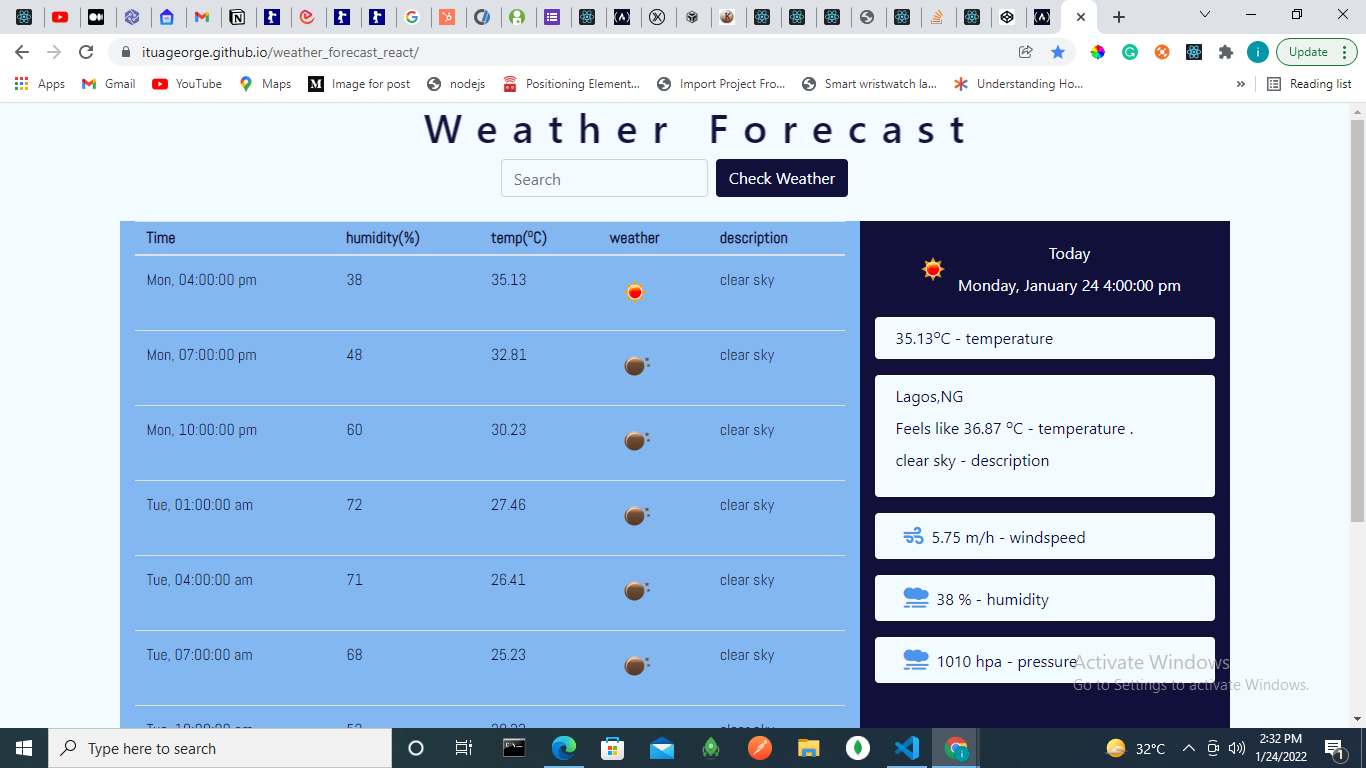 ituageorge.github.io/weather_forecast_react/
Update
Apps
Gmail
YouTube
Maps
Image for post
nodejs
Positioning Element...
Import Project Fro...
Smart wristwatch la...
Understanding Ho...
»
Reading list
Weather Forecast
Search
Check Weather
Time humidity(%) temp(ºC) weather description
Mon, 04:00:00 pm 38 35.13 clear sky
Mon, 07:00:00 pm 48 32.81 clear sky
Mon, 10:00:00 pm 60 30.23 clear sky
Tue, 01:00:00 am 72 27.46 clear sky
Tue, 04:00:00 am 71 26.41 clear sky
Tue, 07:00:00 am 68 25.23 clear sky
Today
Monday, January 24 4:00:00 pm
35.13ºC - temperature
Lagos,NG
Feels like 36.87 ºC - temperature .
clear sky - description
5.75 m/h - windspeed
38 % - humidity
1010 hpa - pressure
Activate Windows
Go to Settings to activate Windows.
Type here to search
32°C
2:32 PM
1/24/2022
1